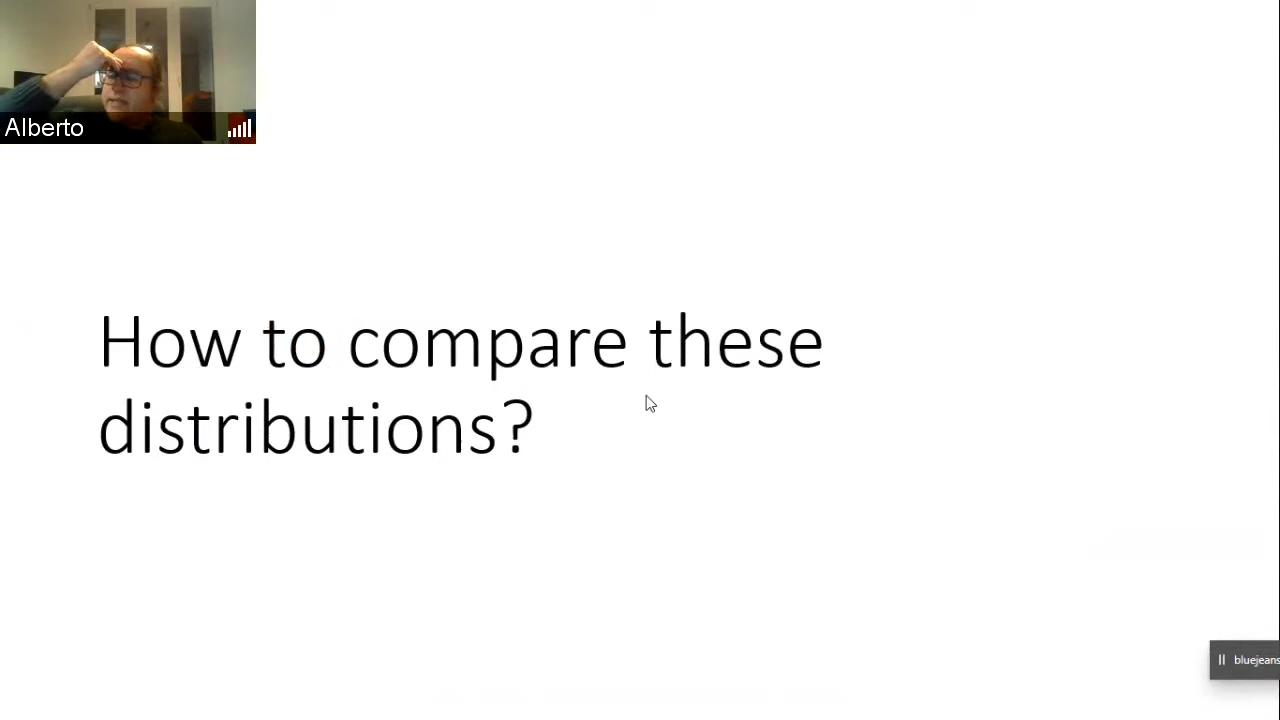 Alberto
How to compare these
distributions?
bluejeans